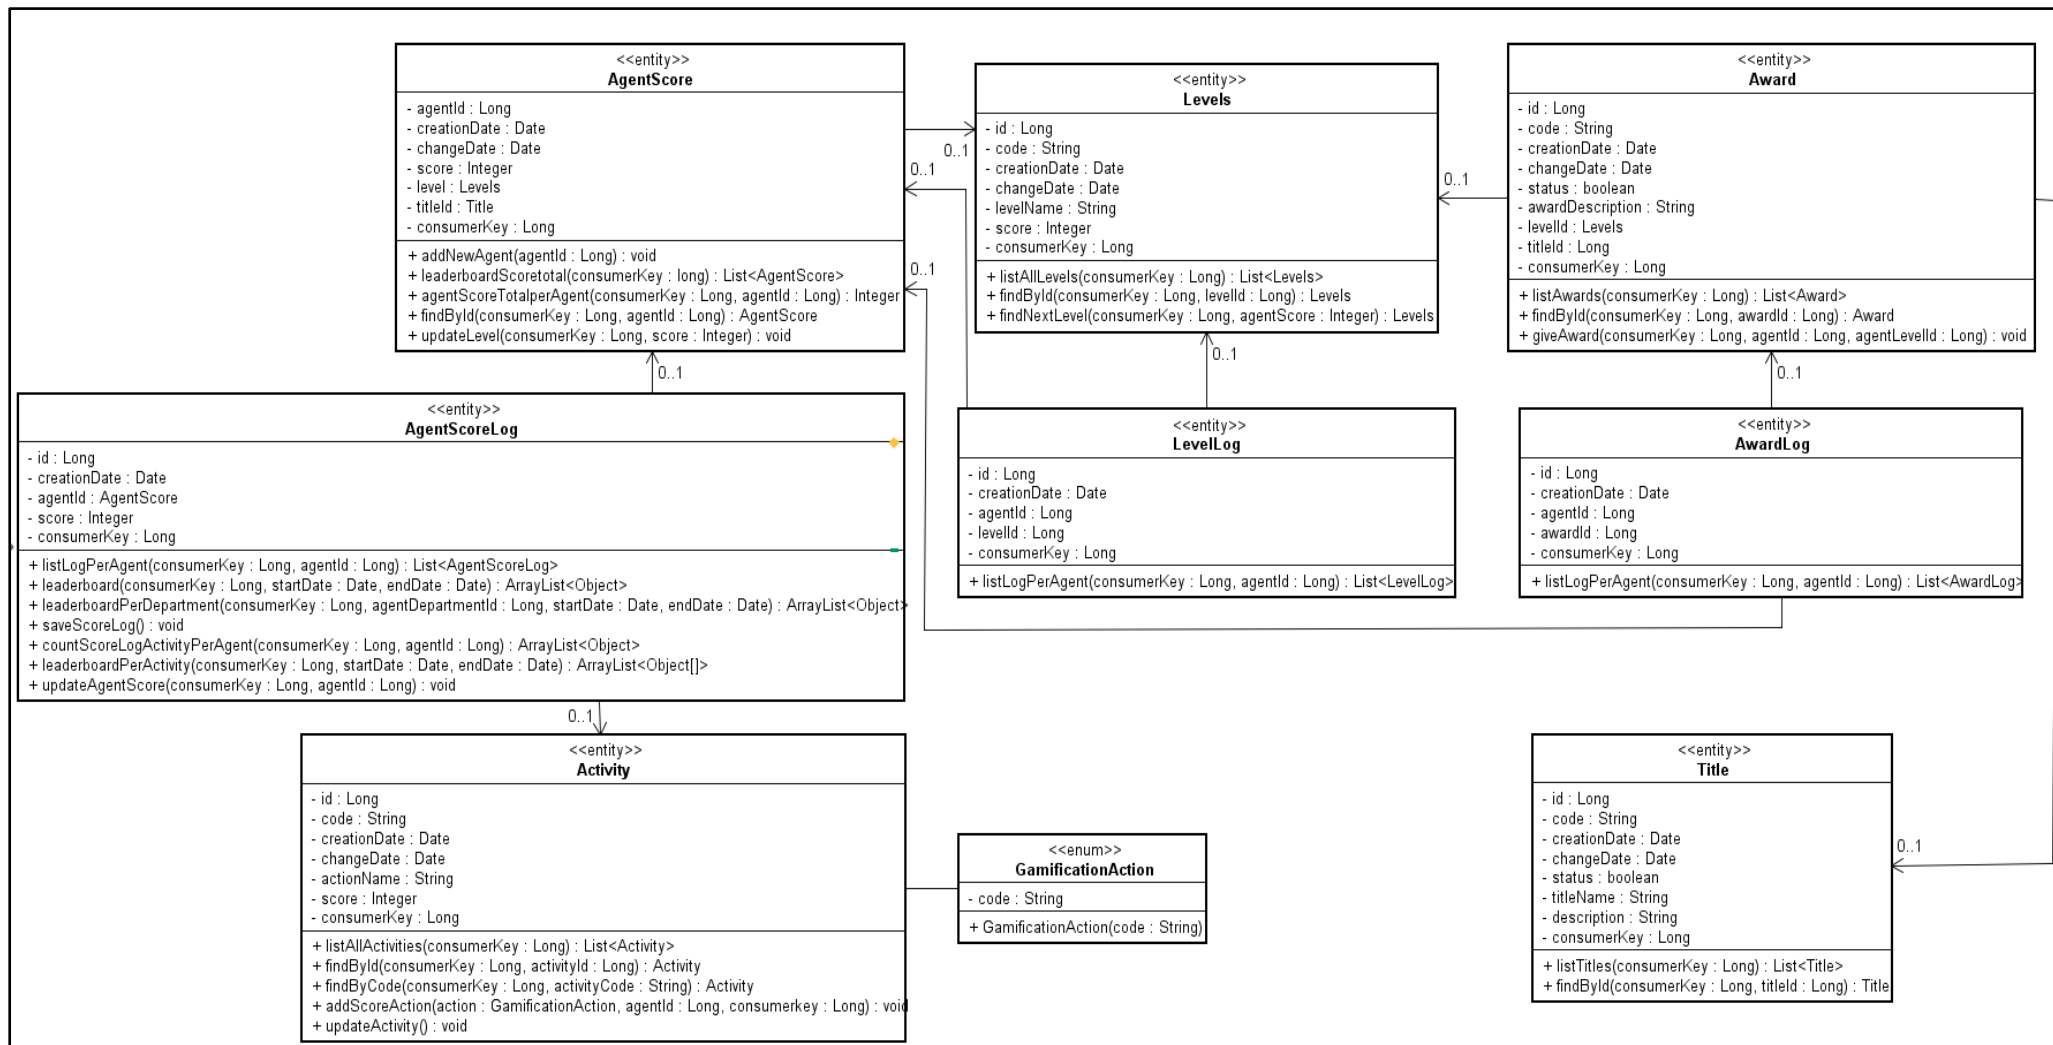 <<entity>>
AgentScore
- agentId : Long
- creationDate : Date
- changeDate : Date
- score : Integer
- level : Levels
- titleId : Title
- consumerKey : Long
+ addNewAgent(agentId : Long) : void
+ leaderboardScoretotal(consumerKey : long) : List<AgentScore>
+ agentScoreTotalperAgent(consumerKey : Long, agentId : Long) : Integer
+ findById(consumerKey : Long, agentId : Long) : AgentScore
+ updateLevel(consumerKey : Long, score : Integer) : void
0..1
0..1
0..1
0..1
<<entity>>
Levels
- id : Long
- code : String
- creationDate : Date
- changeDate : Date
- levelName : String
- score : Integer
- consumerKey : Long
+ listAllLevels(consumerKey : Long) : List<Levels>
+ findById(consumerKey : Long, levelId : Long) : Levels
+ findNextLevel(consumerKey : Long, agentScore : Integer) : Levels
0..1
0..1
<<entity>>
Award
- id : Long
- code : String
- creationDate : Date
- changeDate : Date
- status : boolean
- awardDescription : String
- levelId : Levels
- titleId : Long
- consumerKey : Long
+ listAwards(consumerKey : Long) : List<Award>
+ findById(consumerKey : Long, awardId : Long) : Award
+ giveAward(consumerKey : Long, agentId : Long, agentLevelId : Long) : void
0..1
<<entity>>
AgentScoreLog
- id : Long
- creationDate : Date
- agentId : AgentScore
- score : Integer
- consumerKey : Long
+ listLogPerAgent(consumerKey : Long, agentId : Long) : List<AgentScoreLog>
+ leaderboard(consumerKey : Long, startDate : Date, endDate : Date) : ArrayList<Object>
+ leaderboardPerDepartment(consumerKey : Long, agentDepartmentId : Long, startDate : Date, endDate : Date) : ArrayList<Object>
+ saveScoreLog() : void
+ countScoreLogActivityPerAgent(consumerKey : Long, agentId : Long) : ArrayList<Object>
+ leaderboardPerActivity(consumerKey : Long, startDate : Date, endDate : Date) : ArrayList<Object[]>
+ updateAgentScore(consumerKey : Long, agentId : Long) : void
0..1
<<entity>>
LevelLog
- id : Long
- creationDate : Date
- agentId : Long
- levelId : Long
- consumerKey : Long
+ listLogPerAgent(consumerKey : Long, agentId : Long) : List<LevelLog>
<<entity>>
AwardLog
- id : Long
- creationDate : Date
- agentId : Long
- awardId : Long
- consumerKey : Long
+ listLogPerAgent(consumerKey : Long, agentId : Long) : List<AwardLog>
<<entity>>
Activity
- id : Long
- code : String
- creationDate : Date
- changeDate : Date
- actionName : String
- score : Integer
- consumerKey : Long
+ listAllActivities(consumerKey : Long) : List<Activity>
+ findById(consumerKey : Long, activityId : Long) : Activity
+ findByCode(consumerKey : Long, activityCode : String) : Activity
+ addScoreAction(action : GamificationAction, agentId : Long, consumerkey : Long) : void
+ updateActivity() : void
<<enum>>
GamificationAction
- code : String
+ GamificationAction(code : String)
<<entity>>
Title
- id : Long
- code : String
- creationDate : Date
- changeDate : Date
- status : boolean
- titleName : String
- description : String
- consumerKey : Long
+ listTitles(consumerKey : Long) : List<Title>
+ findById(consumerKey : Long, titleId : Long) : Title
0..1